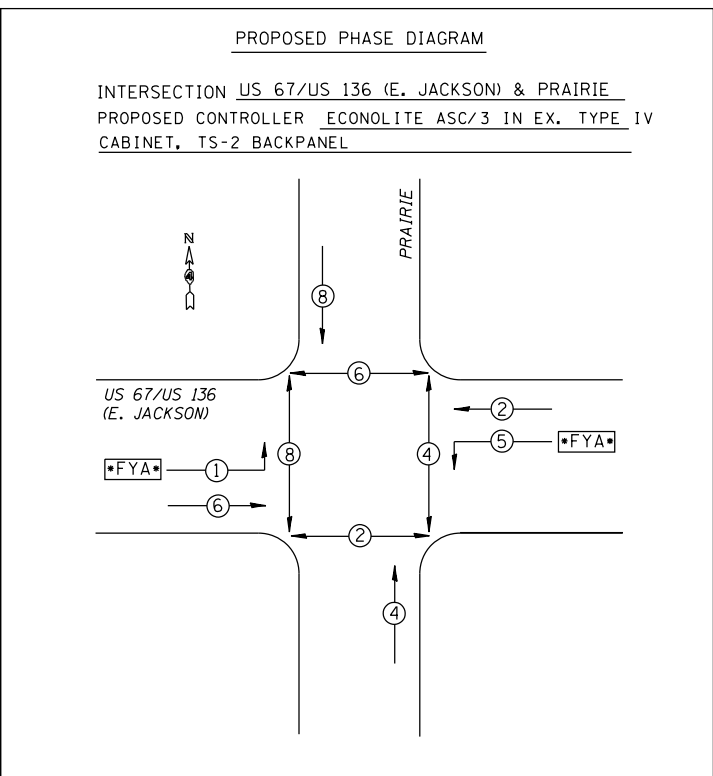 PROPOSED PHASE DIAGRAM
INTERSECTION US 67/US 136 (E. JACKSON) & PRAIRIE
PROPOSED CONTROLLER ECONOLITE ASC/3 IN EX. TYPE IV
CABINET, TS-2 BACKPANEL
PRAIRIE
N
8
6
US 67/US 136
(E. JACKSON)
2
*FYA* 1
8
4
5 *FYA*
6
2
4